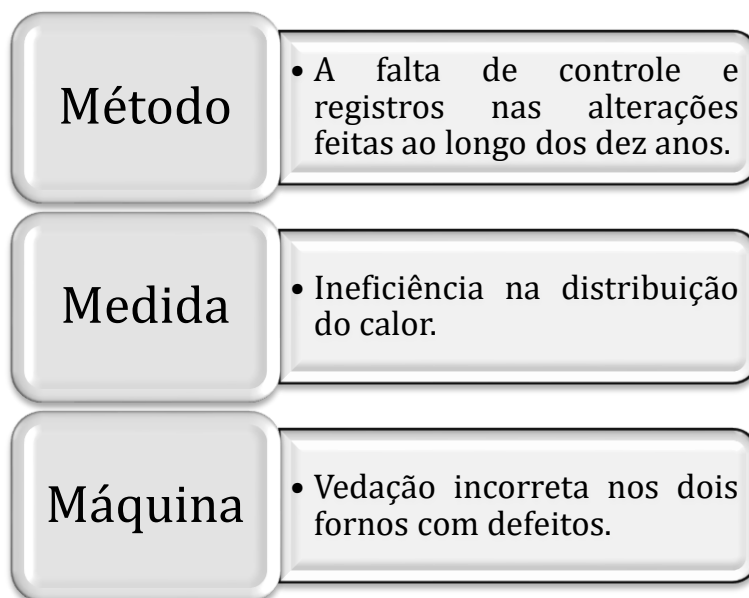 Método
• A falta de controle e
registros nas alterações
feitas ao longo dos dez anos.
Medida
• Ineficiência na distribuição
do calor.
Máquina
• Vedação incorreta nos dois
fornos com defeitos.